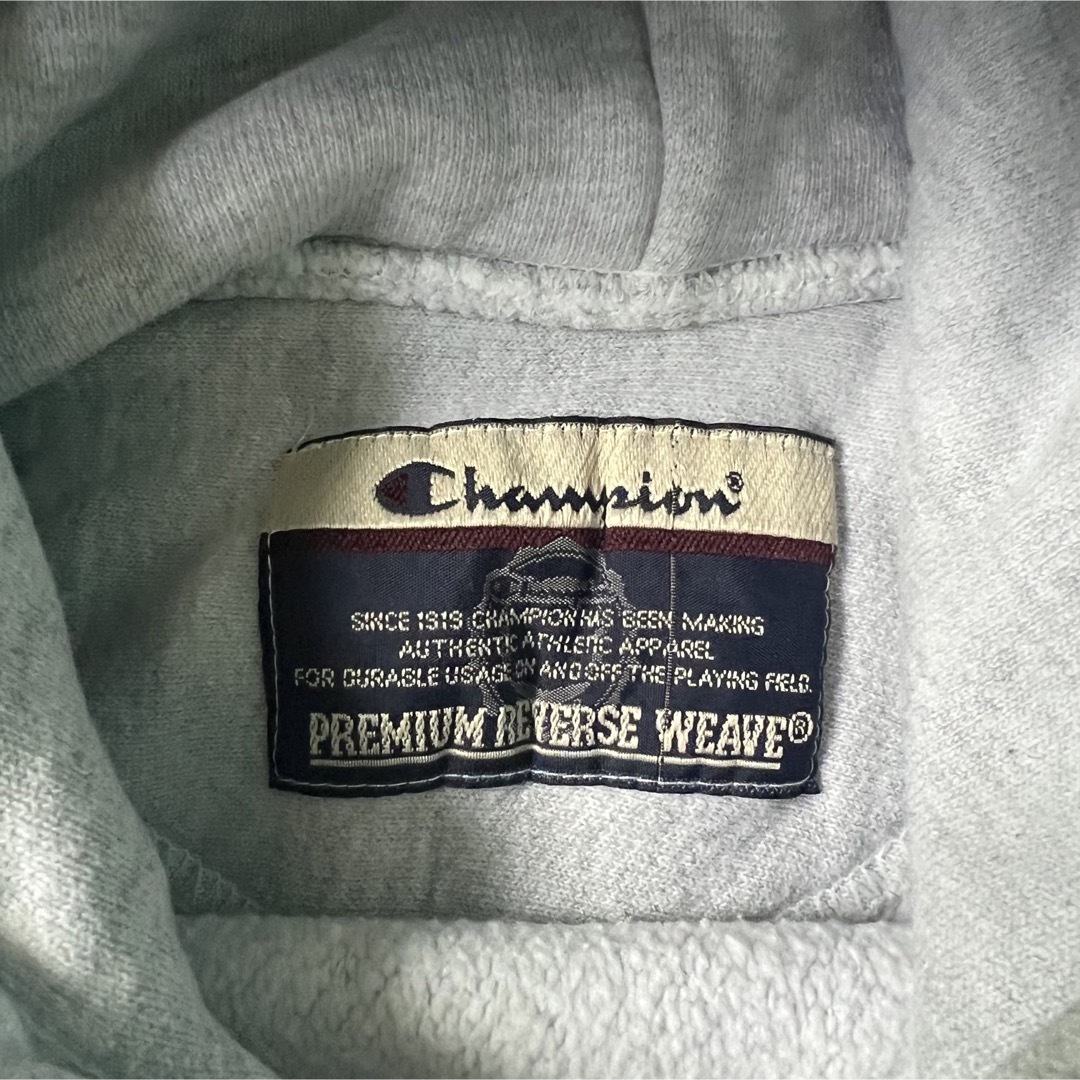 Champion®
Champion
SINCE 1919 CHAMPION HAS BEEN MAKING
AUTHENTIC ATHLETIC APPAREL
FOR DURABLE USAGE ON AND OFF THE PLAYING FIELD.
PREMIUM REVERSE WEAVE®